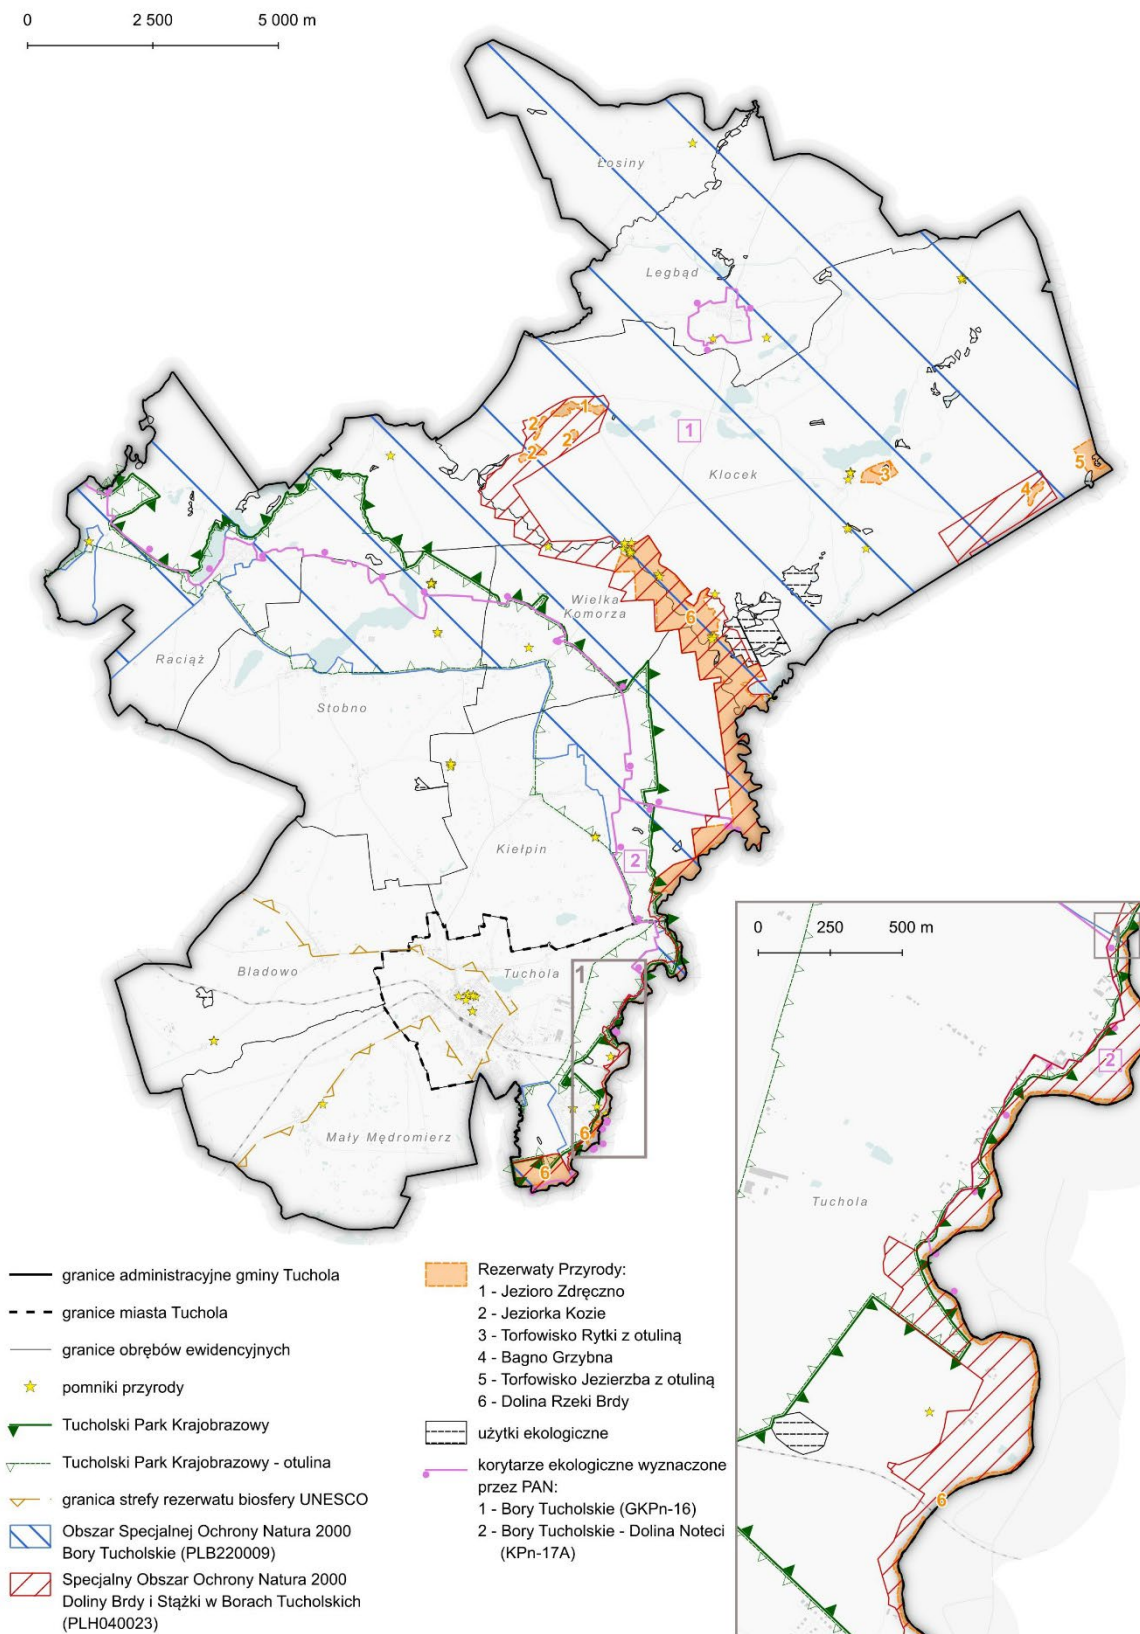 0 2 500 5 000 m
Łosiny
Legbąd
1
2
1
2
2
Klocek
3
5
4
Wielka
Komorza
6
Raciąż
Stobno
Kiełpin
2
Bladowo
Tuchola
1
Mały Mędromierz
6
6
0 250 500 m
2
Tuchola
6
granice administracyjne gminy Tuchola
granice miasta Tuchola
granice obrębów ewidencyjnych
pomniki przyrody
Tucholski Park Krajobrazowy
Tucholski Park Krajobrazowy - otulina
granica strefy rezerwatu biosfery UNESCO
Obszar Specjalnej Ochrony Natura 2000
Bory Tucholskie (PLB220009)
Specjalny Obszar Ochrony Natura 2000
Doliny Brdy i Stążki w Borach Tucholskich
(PLH040023)
Rezerwaty Przyrody:
1 - Jezioro Zdręczno
2 - Jeziorka Kozie
3 - Torfowisko Rytki z otuliną
4 - Bagno Grzybna
5 - Torfowisko Jezierzba z otuliną
6 - Dolina Rzeki Brdy
użytki ekologiczne
korytarze ekologiczne wyznaczone
przez PAN:
1 - Bory Tucholskie (GKPn-16)
2 - Bory Tucholskie - Dolina Noteci
(KPn-17A)